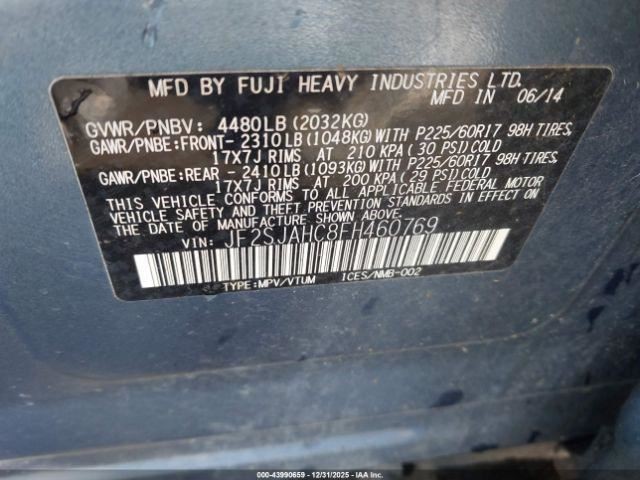 MFD BY FUJI HEAVY INDUSTRIES LTD.
MFD IN 06/14
GVWR/PNBV: 4480LB (2032KG)
GAWR/PNBE:FRONT- 2310LB (1048KG) WITH P225/60R17 98H TIRES,
17X7J RIMS AT 210 KPA ( 30 PSI) COLD
GAWR/PNBE:REAR - 2410LB (1093KG) WITH P225/60R17 98H TIRES,
17X7J RIMS AT 200 KPA ( 29 PSI) COLD
THIS VEHICLE CONFORMS TO ALL APPLICABLE FEDERAL MOTOR
VEHICLE SAFETY AND THEFT PREVENTION STANDARDS IN EFFECT ON
THE DATE OF MANUFACTURE SHOWN ABOVE.
VIN: JF2SJAHC8FH460769
TYPE:MPV/VTUM ICES/NMB-002
000-43990659 - 12/31/2025 - IAA Inc.